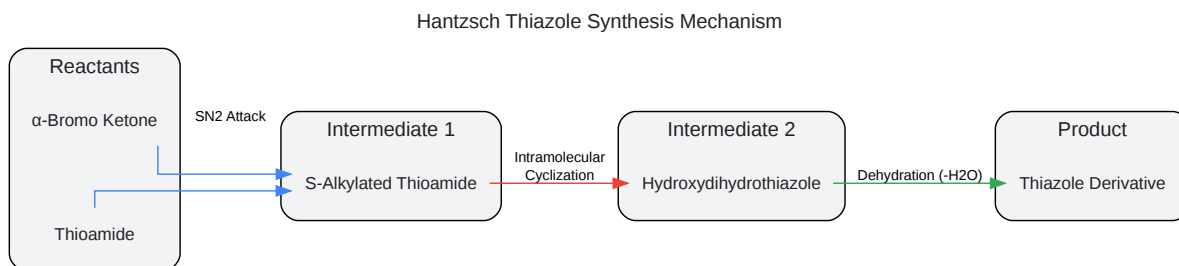 Hantzsch Thiazole Synthesis Mechanism
Reactants
α-Bromo Ketone
Thioamide
SN2 Attack
Intermediate 1
S-Alkylated Thioamide
Intramolecular
Cyclization
Intermediate 2
Hydroxydihydrothiazole
Dehydration (-H2O)
Product
Thiazole Derivative